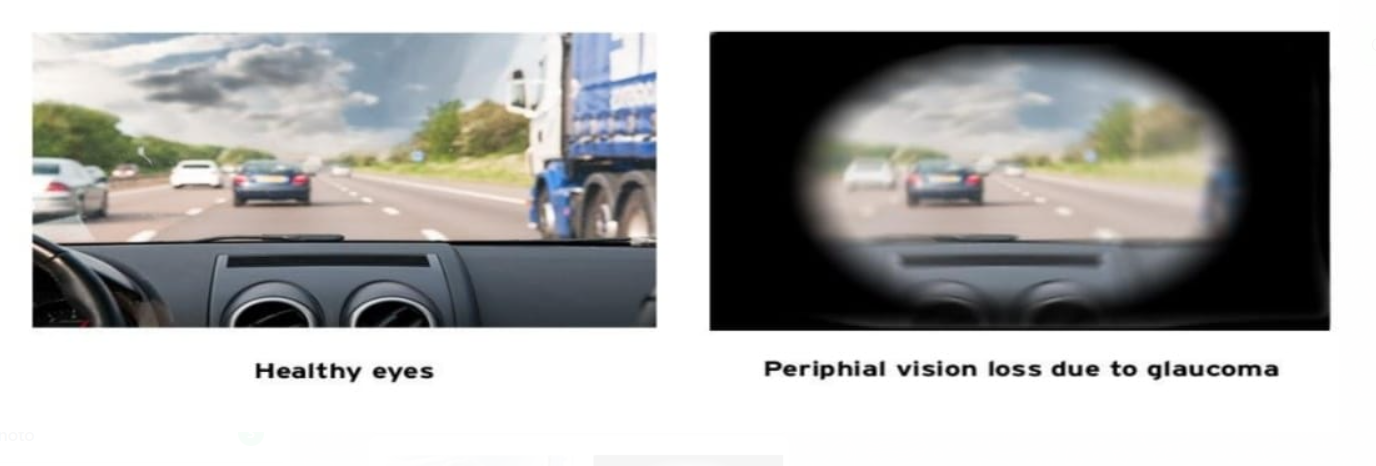 Healthy eyes
Periphial vision loss due to glaucoma